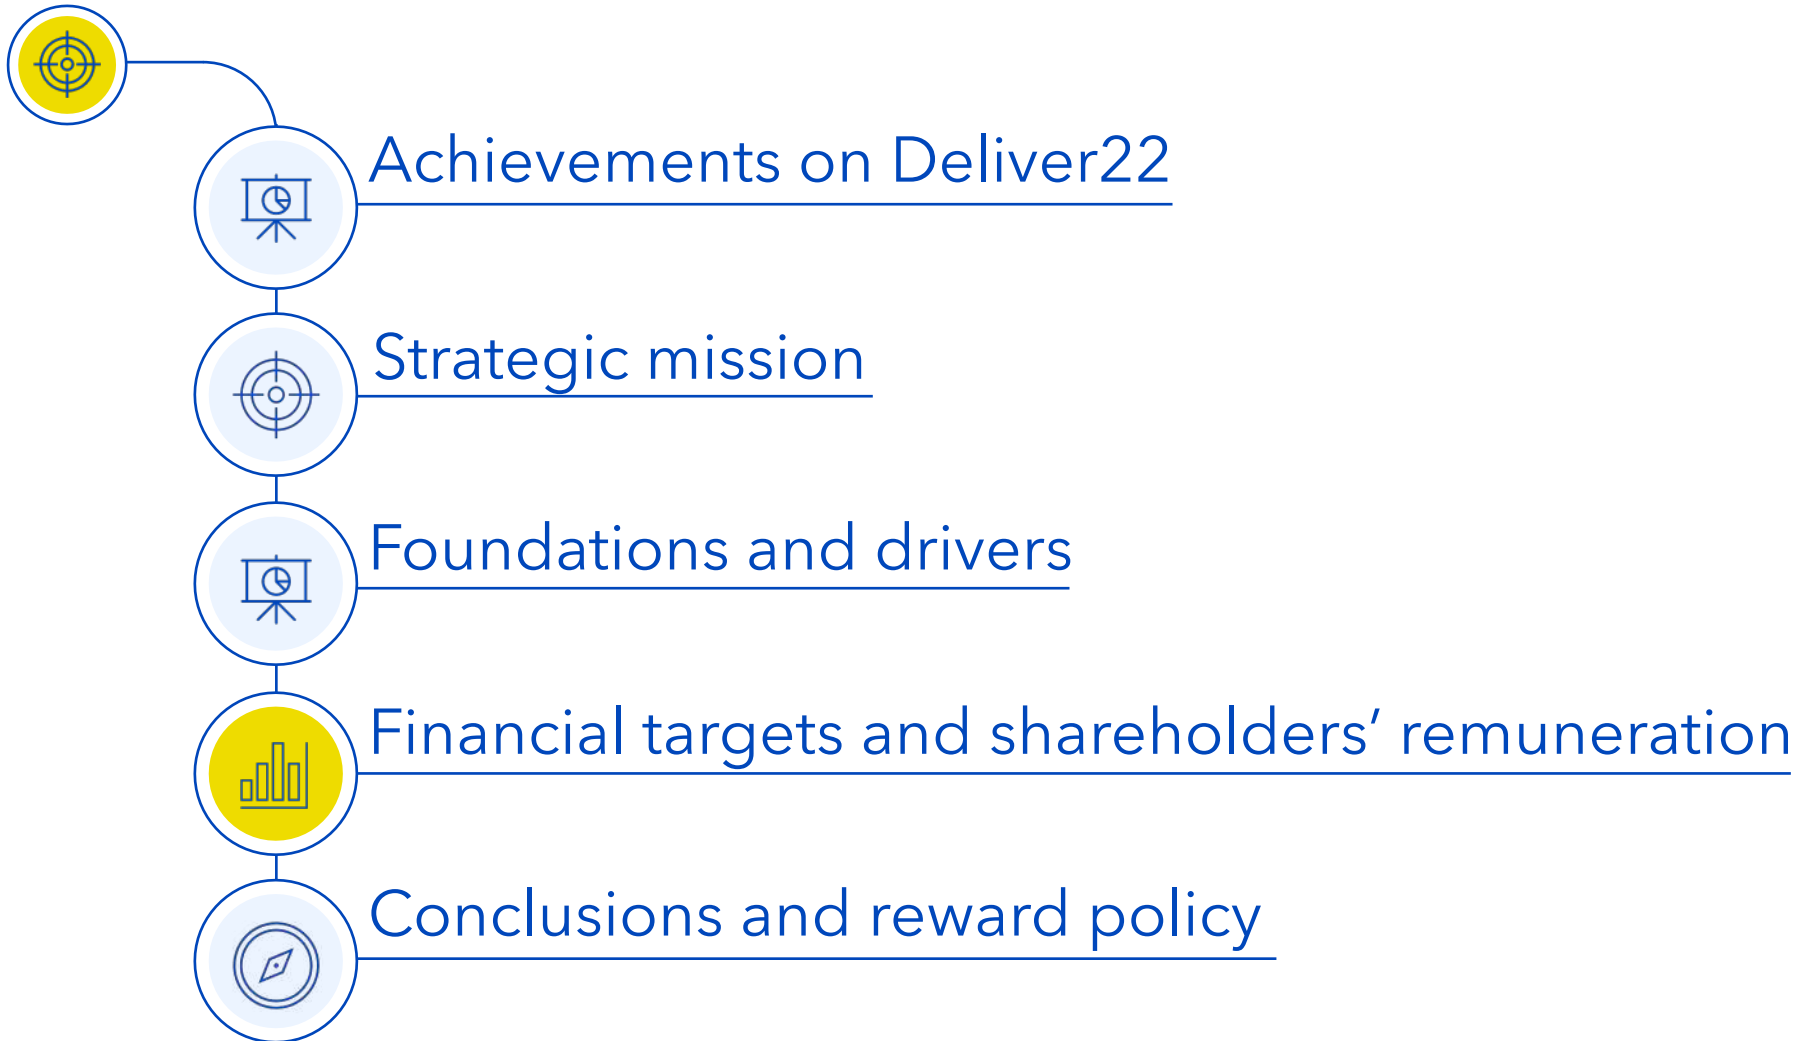 Achievements on Deliver22
Strategic mission
Foundations and drivers
Financial targets and shareholders’ remuneration
Conclusions and reward policy